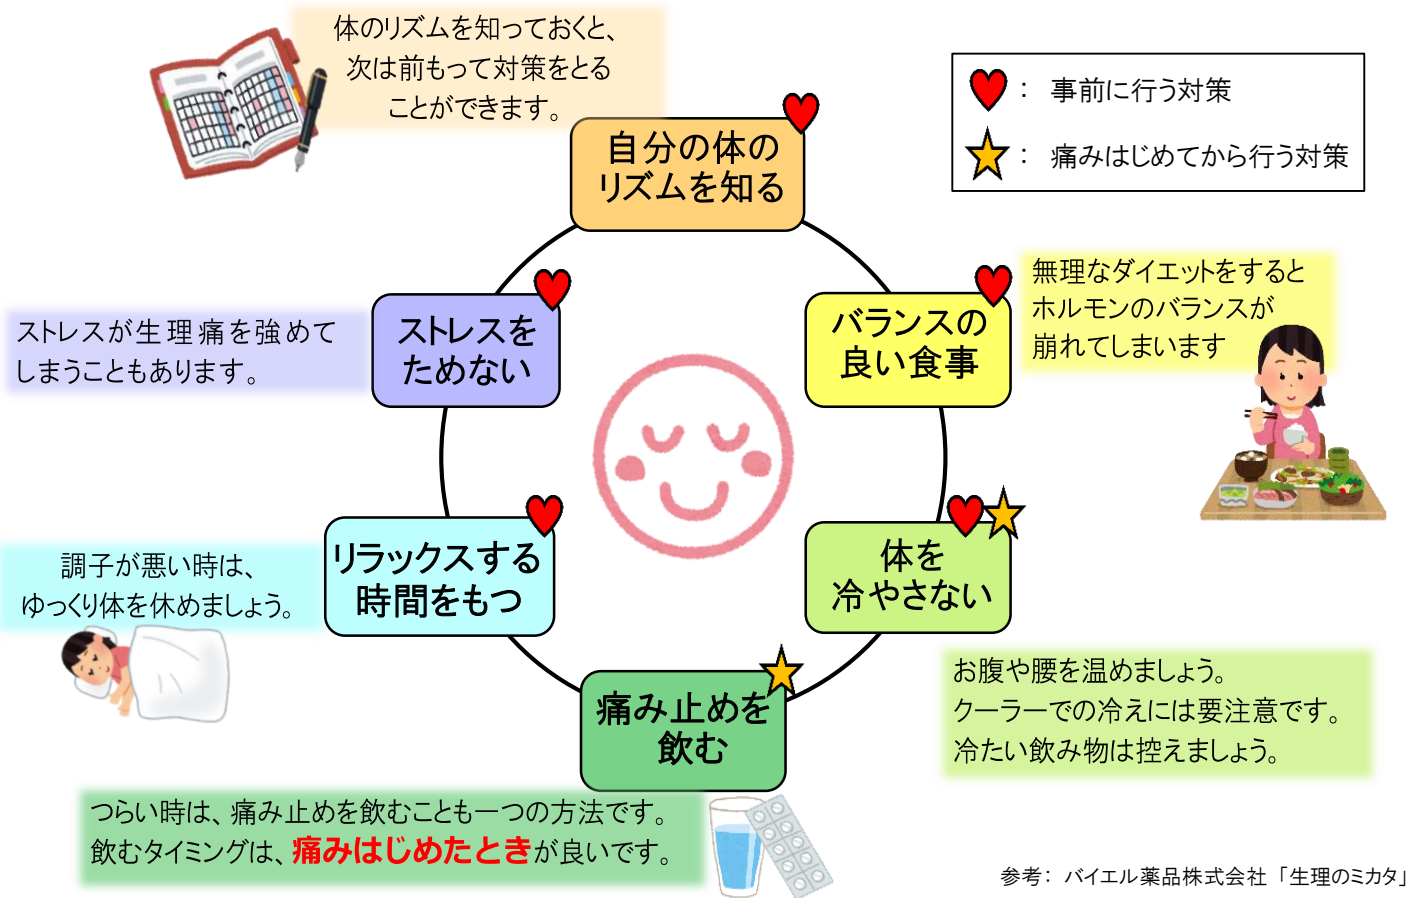 体のリズムを知っておくと、
次は前もって対策をとる
ことができます。
自分の体の
リズムを知る
： 事前に行う対策
： 痛みはじめてから行う対策
ストレスが生理痛を強めて
しまうこともあります。
ストレスを
ためない
バランスの
良い食事
無理なダイエットをすると
ホルモンのバランスが
崩れてしまいます
調子が悪い時は、
ゆっくり体を休めましょう。
リラックスする
時間をもつ
体を
冷やさない
お腹や腰を温めましょう。
クーラーでの冷えには要注意です。
冷たい飲み物は控えましょう。
痛み止めを
飲む
つらい時は、痛み止めを飲むことも一つの方法です。
飲むタイミングは、痛みはじめたときが良いです。
参考： バイエル薬品株式会社 「生理のミカタ」